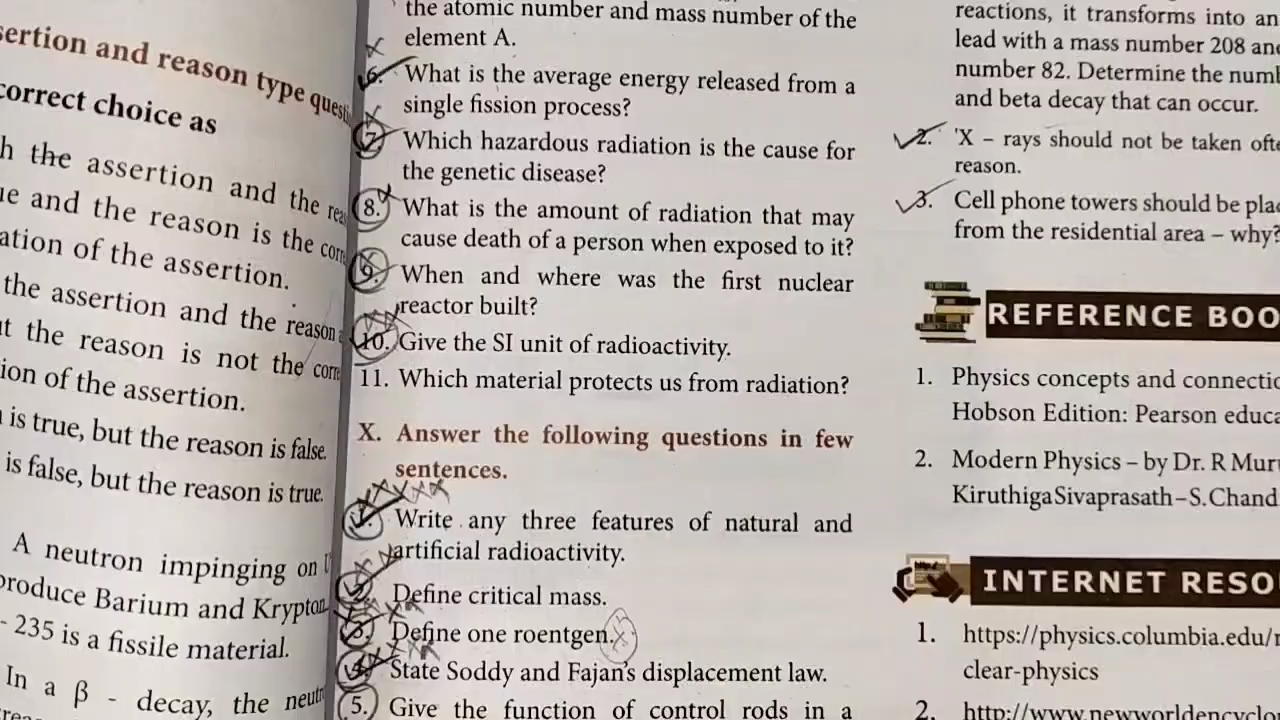 sertion and reason type
correct choice as
h the assertion and the
ue and the reason is the
ation of the assertion.
the assertion and the reason
t the reason is not the
ion of the assertion.
is true, but the reason is false.
is false, but the reason is true.
A neutron impinging on
produce Barium and Krypton.
- 235 is a fissile material.
In a β - decay, the
the atomic number and mass number of the
element A.
6. What is the average energy released from a
single fission process?
7. Which hazardous radiation is the cause for
the genetic disease?
8. What is the amount of radiation that may
cause death of a person when exposed to it?
9. When and where was the first nuclear
reactor built?
10. Give the SI unit of radioactivity.
11. Which material protects us from radiation?
X. Answer the following questions in few
sentences.
1. Write any three features of natural and
artificial radioactivity.
2. Define critical mass.
3. Define one roentgen.
4. State Soddy and Fajan's displacement law.
5. Give the function of control rods in a
reactions, it transforms into an
lead with a mass number 208 an
number 82. Determine the num
and beta decay that can occur.
2. 'X – rays should not be taken ofte
reason.
3. Cell phone towers should be pla
from the residential area – why?
REFERENCE BOO
1. Physics concepts and connectio
Hobson Edition: Pearson educa
2. Modern Physics – by Dr. R Mur
Kiruthiga Sivaprasath – S.Chand
INTERNET RESO
1. https://physics.columbia.edu/r
clear-physics
2. http://www.newworldencyclo